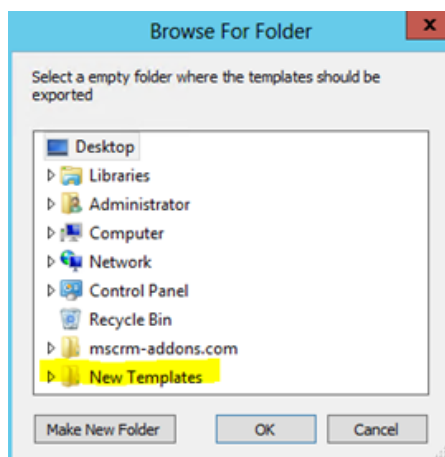 Browse For Folder
x
Select a empty folder where the templates should be
exported
Desktop
Libraries
Administrator
Computer
Network
Control Panel
Recycle Bin
mscrm-addons.com
New Templates
Make New Folder OK Cancel